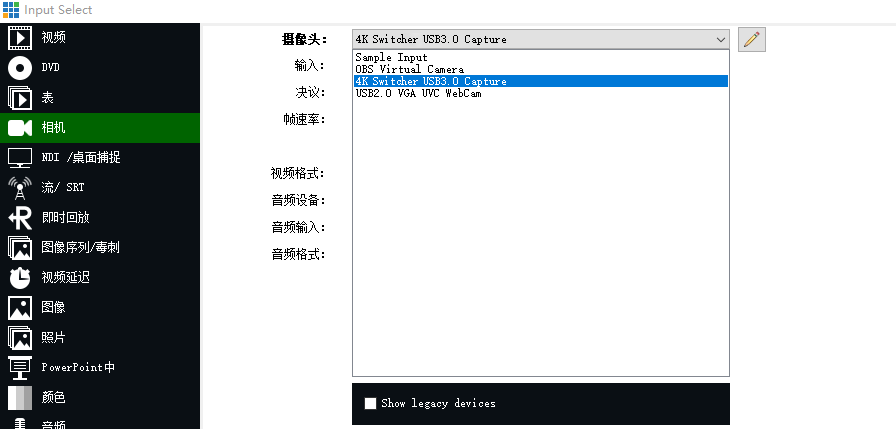 Input Select
视频
DVD
表
相机
NDI /桌面捕捉
流/ SRT
即时回放
图像序列/毒刺
视频延迟
图像
照片
PowerPoint中
颜色
音频
摄像头：
4K Switcher USB3.0 Capture
Sample Input
OBS Virtual Camera
4K Switcher USB3.0 Capture
USB2.0 VGA UVC WebCam
输入：
决议：
帧速率：
视频格式：
音频设备：
音频输入：
音频格式：
Show legacy devices